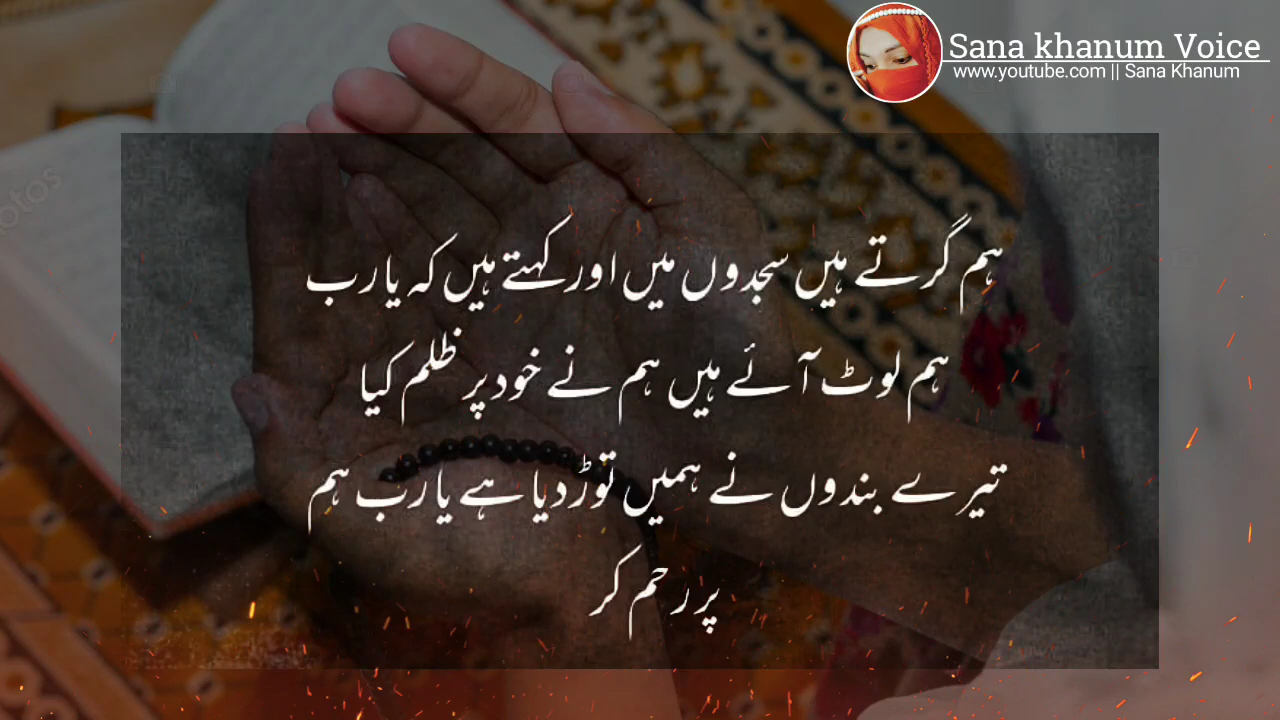 Sana khanum Voice
www.youtube.com || Sana Khanum
ہم گرتے ہیں سجدوں میں اور کہتے ہیں کہ یا رب
ہم لوٹ آئے ہیں ہم نے خود پر ظلم کیا
تیرے بندوں نے ہمیں توڑ دیا ہے یا رب ہم
پر رحم کر